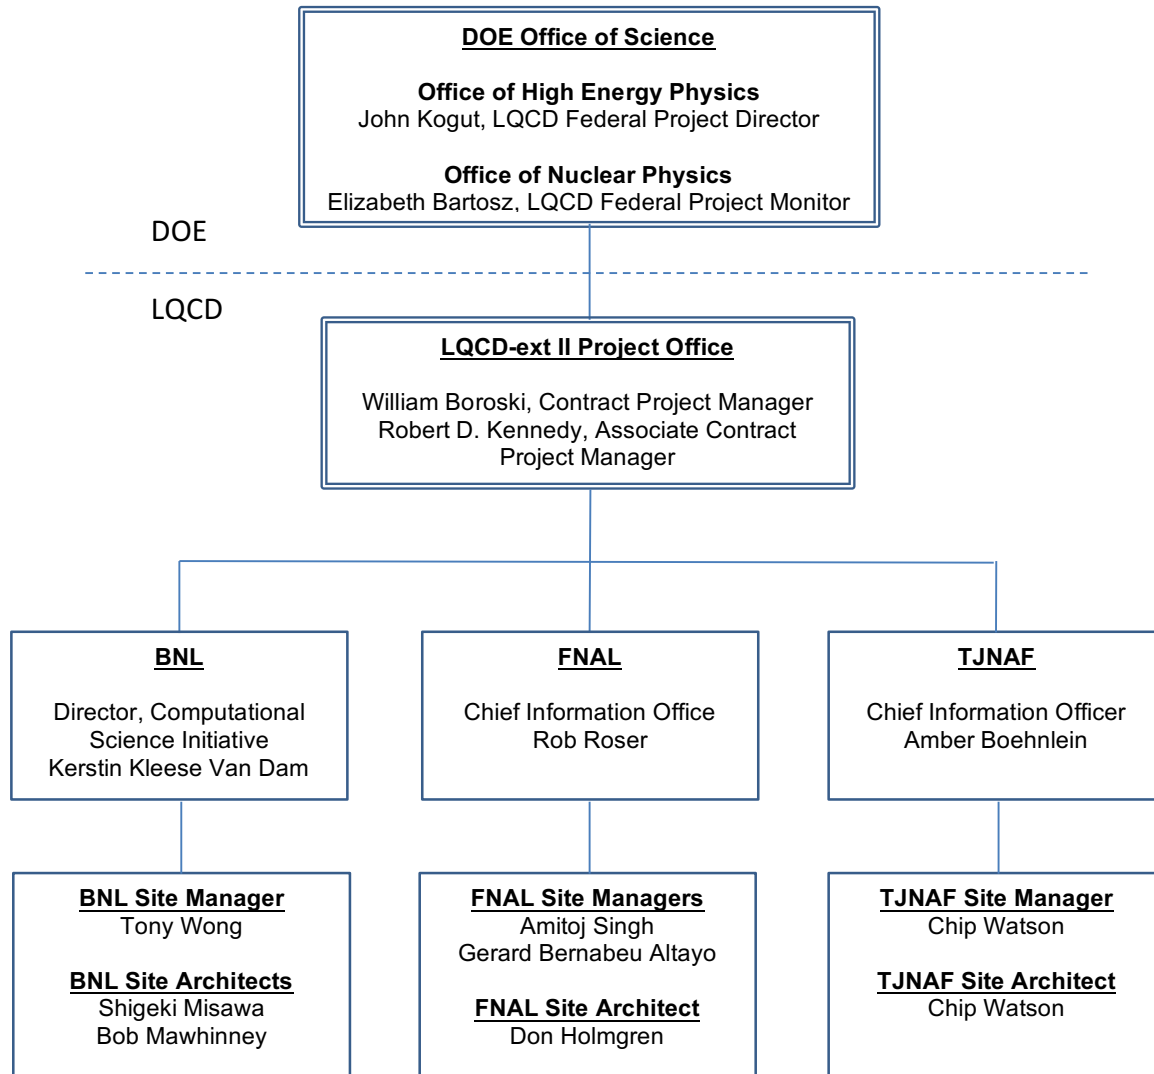 DOE Office of Science
Office of High Energy Physics
John Kogut, LQCD Federal Project Director
Office of Nuclear Physics
Elizabeth Bartosz, LQCD Federal Project Monitor
DOE
LQCD
LQCD-ext II Project Office
William Boroski, Contract Project Manager
Robert D. Kennedy, Associate Contract
Project Manager
BNL
Director, Computational
Science Initiative
Kerstin Kleese Van Dam
FNAL
Chief Information Office
Rob Roser
TJNAF
Chief Information Officer
Amber Boehnlein
BNL Site Manager
Tony Wong
BNL Site Architects
Shigeki Misawa
Bob Mawhinney
FNAL Site Managers
Amitoj Singh
Gerard Bernabeu Altayo
FNAL Site Architect
Don Holmgren
TJNAF Site Manager
Chip Watson
TJNAF Site Architect
Chip Watson